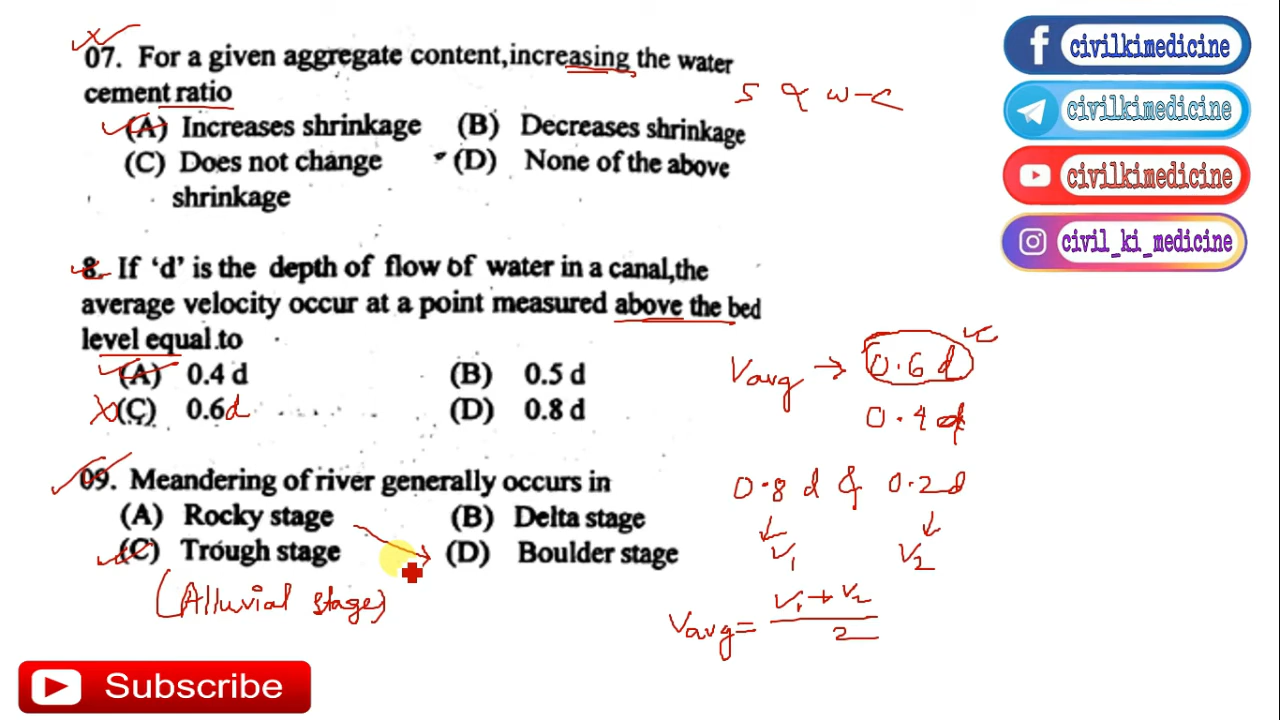 07. For a given aggregate content,increasing the water
cement ratio
S α w-c
(A) Increases shrinkage (B) Decreases shrinkage
(C) Does not change (D) None of the above
shrinkage
8. If ‘d’ is the depth of flow of water in a canal,the
average velocity occur at a point measured above the bed
level equal to
(A) 0.4 d (B) 0.5 d
(C) 0.6d (D) 0.8 d
Vavg → 0.6 d
0.4d
09. Meandering of river generally occurs in
(A) Rocky stage (B) Delta stage
(C) Trough stage (D) Boulder stage
(Alluvial stage)
0.8 d & 0.2d
V1 V2
Vavg = V1 + V2
2
civilkimedicine
civilkimedicine
civilkimedicine
civil_ki_medicine
Subscribe